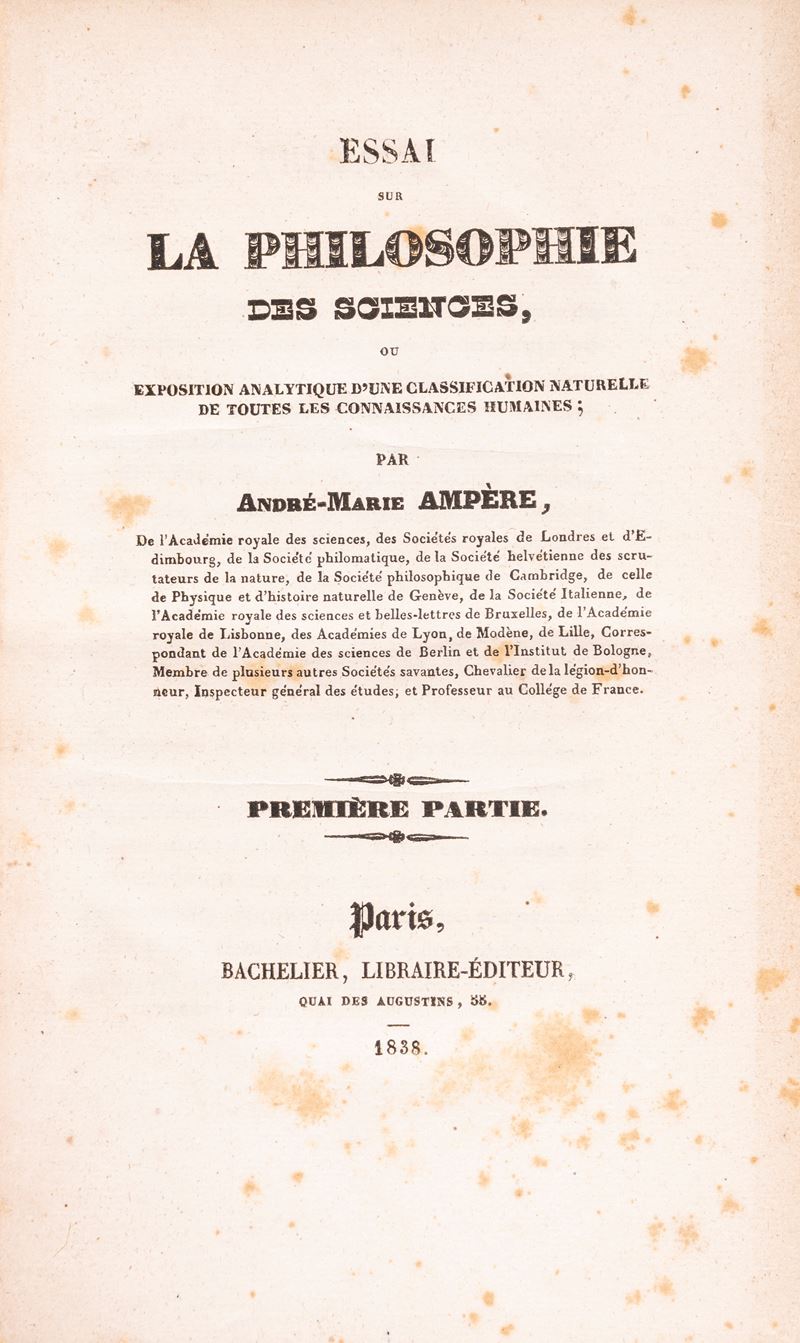 ESSAI
SUR
LA PHILOSOPHIE
DES SCIENCES,
OU
EXPOSITION ANALYTIQUE D'UNE CLASSIFICATION NATURELLE
DE TOUTES LES CONNAISSANCES HUMAINES ;
PAR
ANDRÉ-MARIE AMPÈRE,
De l'Académie royale des sciences, des Sociétés royales de Londres et d'E-
dimbourg, de la Société philomatique, de la Société helvétienne des scru-
tateurs de la nature, de la Société philosophique de Cambridge, de celle
de Physique et d'histoire naturelle de Genève, de la Société Italienne, de
l'Académie royale des sciences et belles-lettres de Bruxelles, de l'Académie
royale de Lisbonne, des Académies de Lyon, de Modène, de Lille, Corres-
pondant de l'Académie des sciences de Berlin et de l'Institut de Bologne,
Membre de plusieurs autres Sociétés savantes, Chevalier de la légion-d'hon-
neur, Inspecteur général des études, et Professeur au Collége de France.
PREMIÈRE PARTIE.
Paris,
BACHELIER, LIBRAIRE-ÉDITEUR,
QUAI DES AUGUSTINS, 55.
1838.